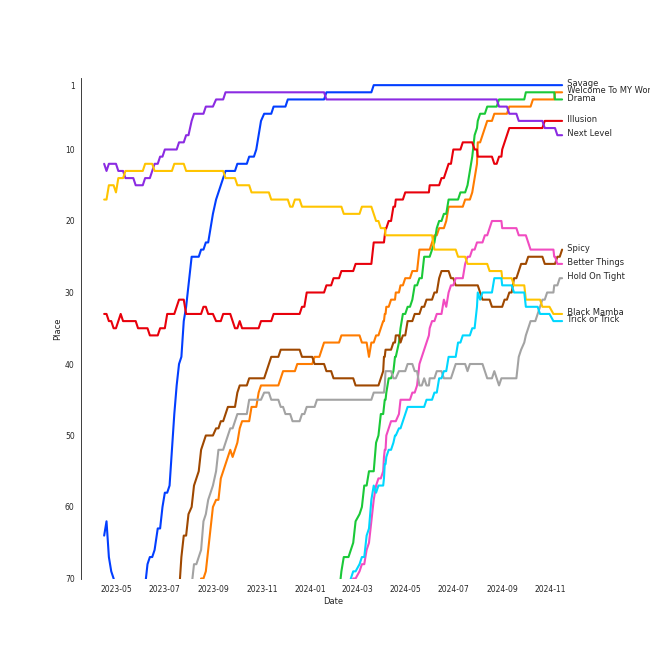 1
10
20
30
40
50
60
70
Place
2023-05
2023-07
2023-09
2023-11
2024-01
2024-03
2024-05
2024-07
2024-09
2024-11
Date
Savage
Welcome To MY Wor
Drama
Illusion
Next Level
Spicy
Better Things
Hold On Tight
Black Mamba
Trick or Trick